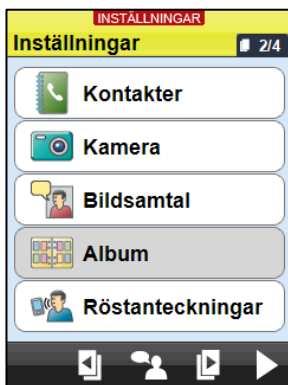 INSTÄLLNINGAR
Inställningar 2/4
Kontakter
Kamera
Bildsamtal
Album
Röstanteckningar